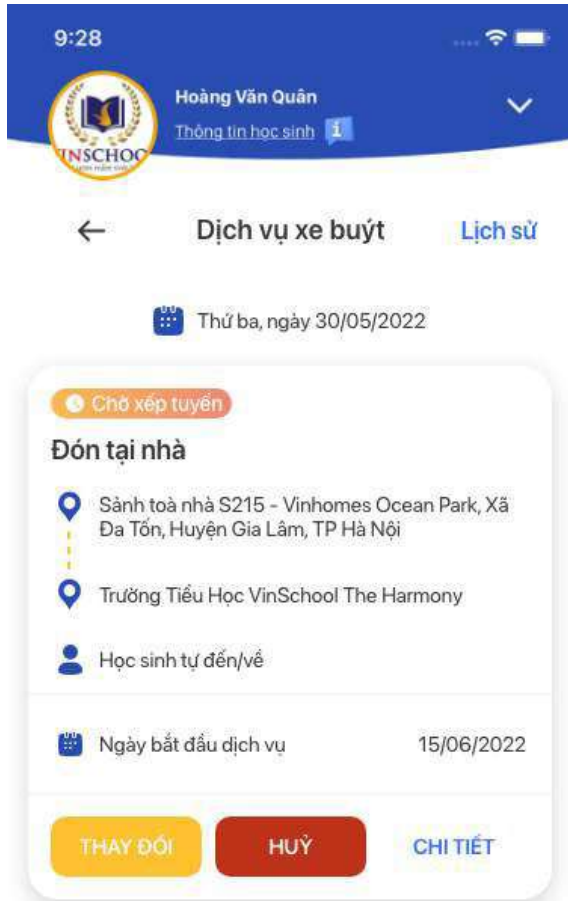 9:28
Hoàng Văn Quân
Thông tin học sinh
VINSCHOO
Dịch vụ xe buýt
Lịch sử
Thứ ba, ngày 30/05/2022
Chờ xếp tuyến
Đón tại nhà
Sảnh toà nhà S215 - Vinhomes Ocean Park, Xã
Đa Tốn, Huyện Gia Lâm, TP Hà Nội
Trường Tiểu Học VinSchool The Harmony
Học sinh tự đến/về
Ngày bắt đầu dịch vụ
15/06/2022
THAY ĐỔI
HUỶ
CHI TIẾT